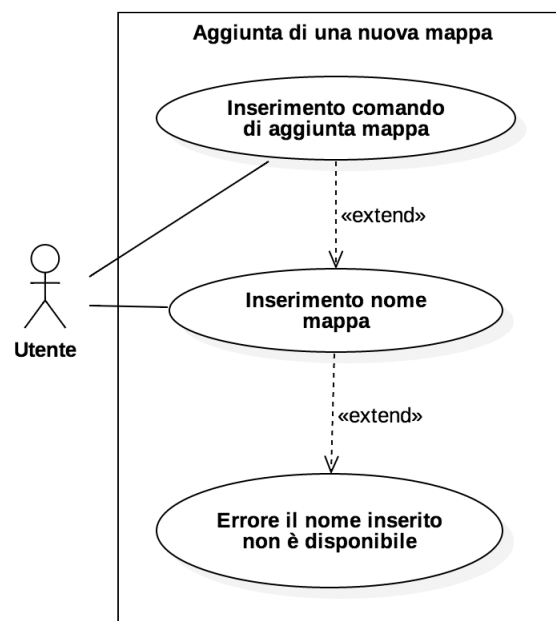 Aggiunta di una nuova mappa
Inserimento comando
di aggiunta mappa
«extend»
Inserimento nome
mappa
Utente
«extend»
Errore il nome inserito
non è disponibile